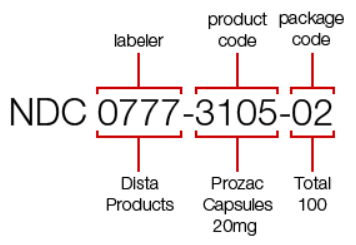 labeler
product
code
package
code
NDC 0777-3105-02
Dista
Products
Prozac
Capsules
20mg
Total
100